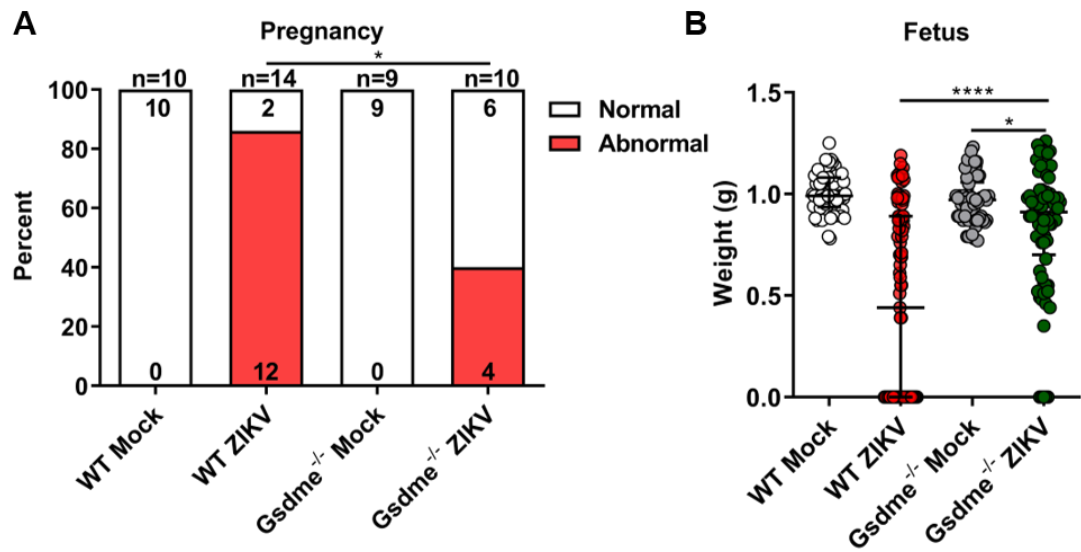 A
Pregnancy
*
n=10 n=14 n=9 n=10
10 2 9 6
0 12 0 4
100
80
60
40
20
0
Percent
WT Mock
WT ZIKV
Gsdme-/- Mock
Gsdme-/- ZIKV
Normal
Abnormal
B
Fetus
****
*
1.5
1.0
0.5
0.0
Weight (g)
WT Mock
WT ZIKV
Gsdme-/- Mock
Gsdme-/- ZIKV